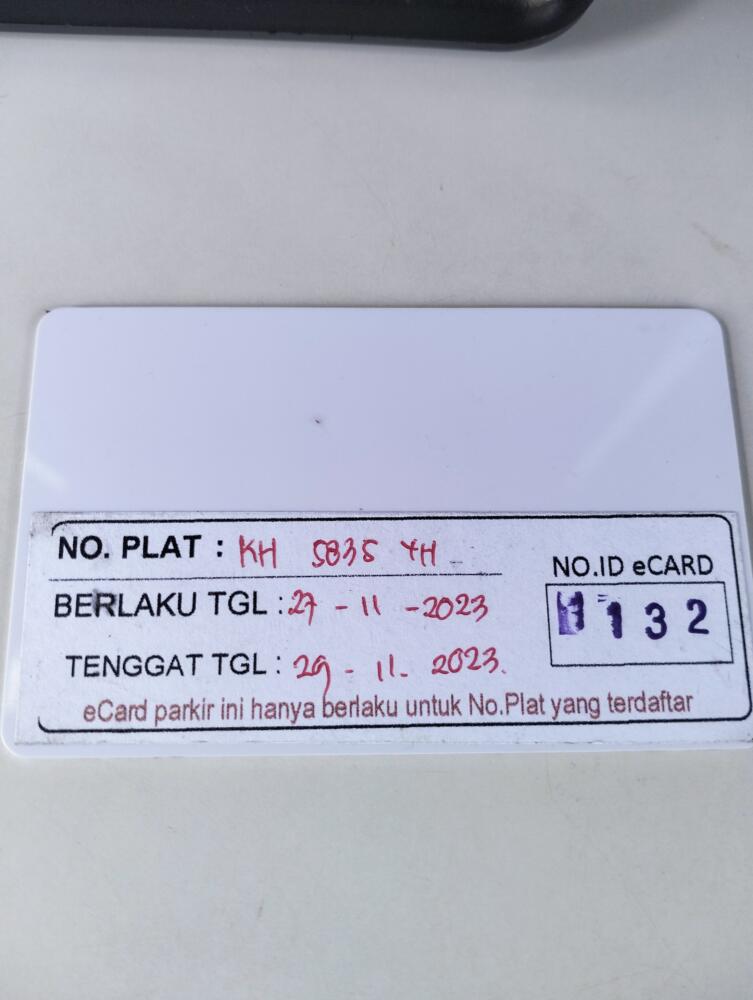 NO. PLAT : KH 5835 YH
BERLAKU TGL : 27 - 11 - 2023
NO.ID eCARD
1132
TENGGAT TGL : 29 - 11. 2023.
eCard parkir ini hanya berlaku untuk No.Plat yang terdaftar